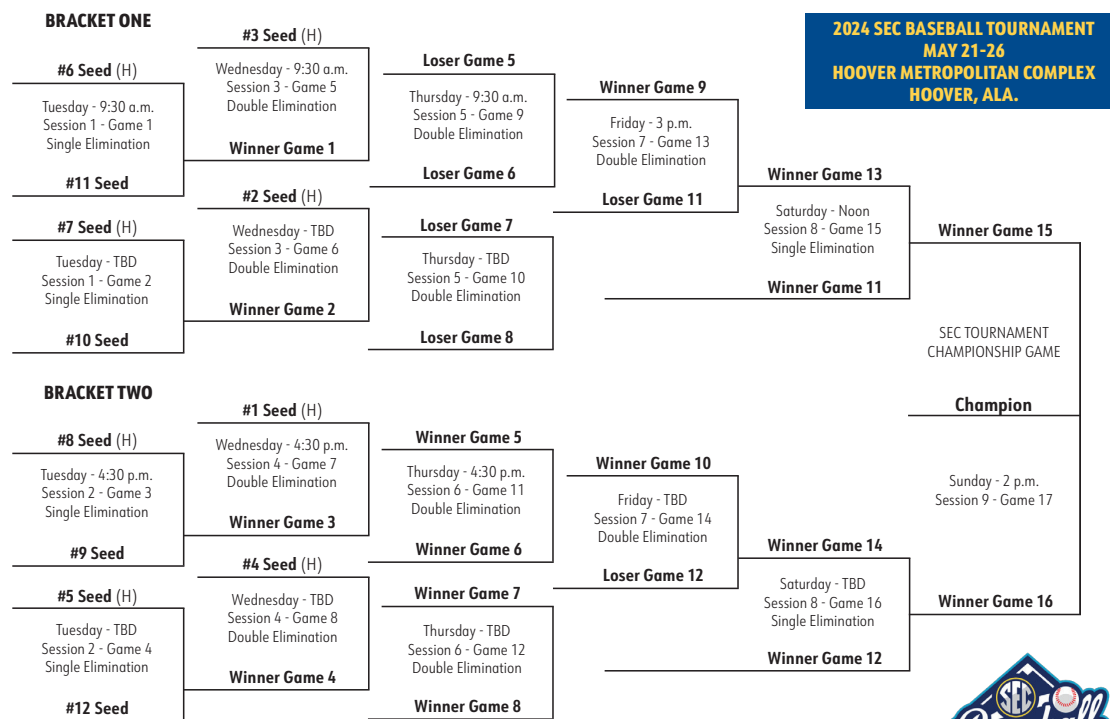 BRACKET ONE
2024 SEC BASEBALL TOURNAMENT
MAY 21-26
HOOVER METROPOLITAN COMPLEX
HOOVER, ALA.
#6 Seed (H)
Tuesday - 9:30 a.m.
Session 1 - Game 1
Single Elimination
#11 Seed
#7 Seed (H)
Tuesday - TBD
Session 1 - Game 2
Single Elimination
#10 Seed
#3 Seed (H)
Wednesday - 9:30 a.m.
Session 3 - Game 5
Double Elimination
Winner Game 1
#2 Seed (H)
Wednesday - TBD
Session 3 - Game 6
Double Elimination
Winner Game 2
Loser Game 5
Thursday - 9:30 a.m.
Session 5 - Game 9
Double Elimination
Loser Game 6
Loser Game 7
Thursday - TBD
Session 5 - Game 10
Double Elimination
Loser Game 8
Winner Game 9
Friday - 3 p.m.
Session 7 - Game 13
Double Elimination
Loser Game 11
Winner Game 13
Saturday - Noon
Session 8 - Game 15
Single Elimination
Winner Game 11
Winner Game 15
SEC TOURNAMENT
CHAMPIONSHIP GAME
Champion
Sunday - 2 p.m.
Session 9 - Game 17
Winner Game 16
BRACKET TWO
#8 Seed (H)
Tuesday - 4:30 p.m.
Session 2 - Game 3
Single Elimination
#9 Seed
#5 Seed (H)
Tuesday - TBD
Session 2 - Game 4
Single Elimination
#12 Seed
#1 Seed (H)
Wednesday - 4:30 p.m.
Session 4 - Game 7
Double Elimination
Winner Game 3
#4 Seed (H)
Wednesday - TBD
Session 4 - Game 8
Double Elimination
Winner Game 4
Winner Game 5
Thursday - 4:30 p.m.
Session 6 - Game 11
Double Elimination
Winner Game 6
Winner Game 7
Thursday - TBD
Session 6 - Game 12
Double Elimination
Winner Game 8
Winner Game 10
Friday - TBD
Session 7 - Game 14
Double Elimination
Loser Game 12
Winner Game 14
Saturday - TBD
Session 8 - Game 16
Single Elimination
Winner Game 12
SEC